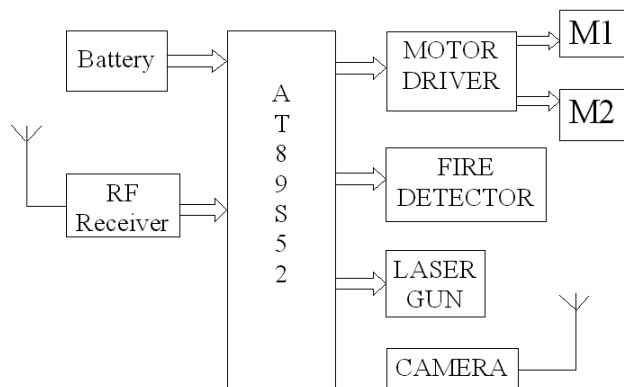 Battery
RF
Receiver
A
T
8
9
S
5
2
MOTOR
DRIVER
M1
M2
FIRE
DETECTOR
LASER
GUN
CAMERA